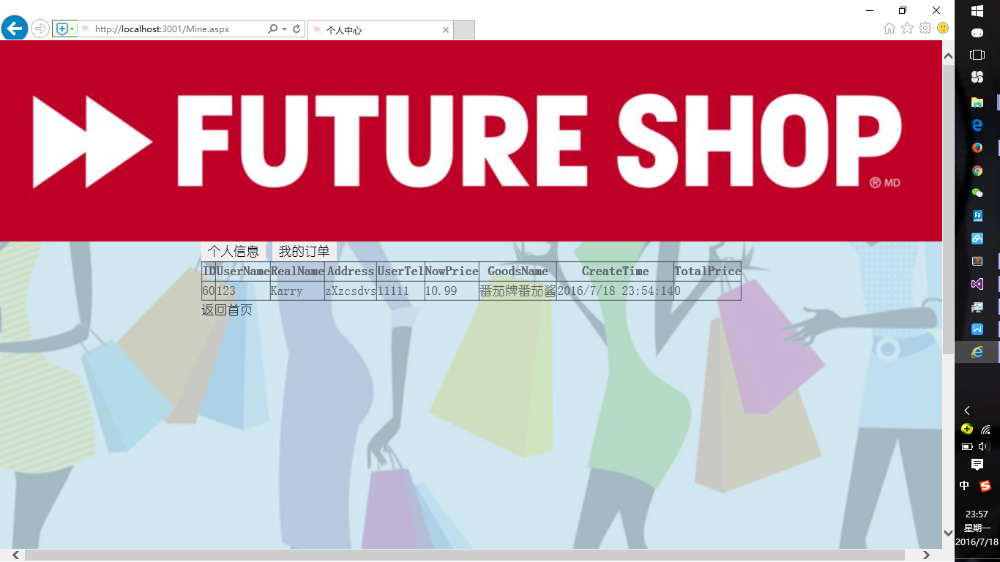 http://localhost:3001/Mine.aspx
个人中心
FUTURE SHOP
® MD
个人信息 我的订单
ID UserName RealName Address UserTel NowPrice GoodsName CreateTime TotalPrice
60 123 Karry zXzcsdvs 11111 10.99 番茄牌番茄酱 2016/7/18 23:54:14 0
返回首页
中
23:57
星期一
2016/7/18